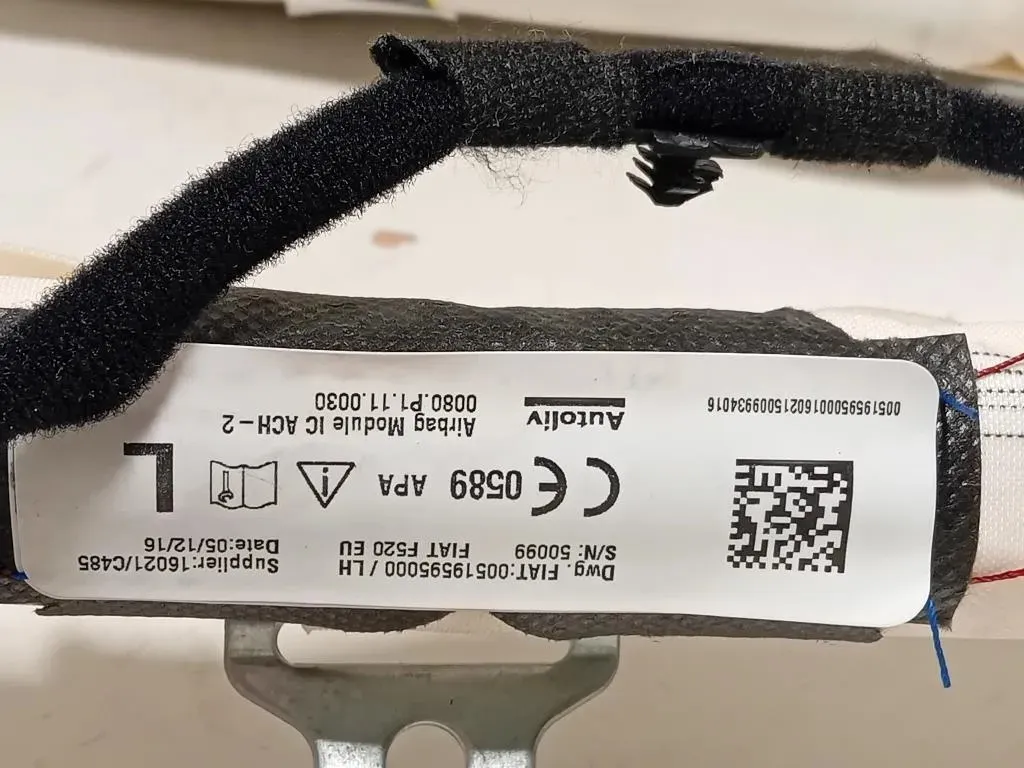 Dwg. FIAT:00519595000 / LH
S/N: 50099 FIAT F520 EU
Supplier:16021/C485
Date:05/12/16
CE 0589 APA
L
00519595000160215009934016
Autoliv
Airbag Module IC ACH-2
0080.P1.11.0030